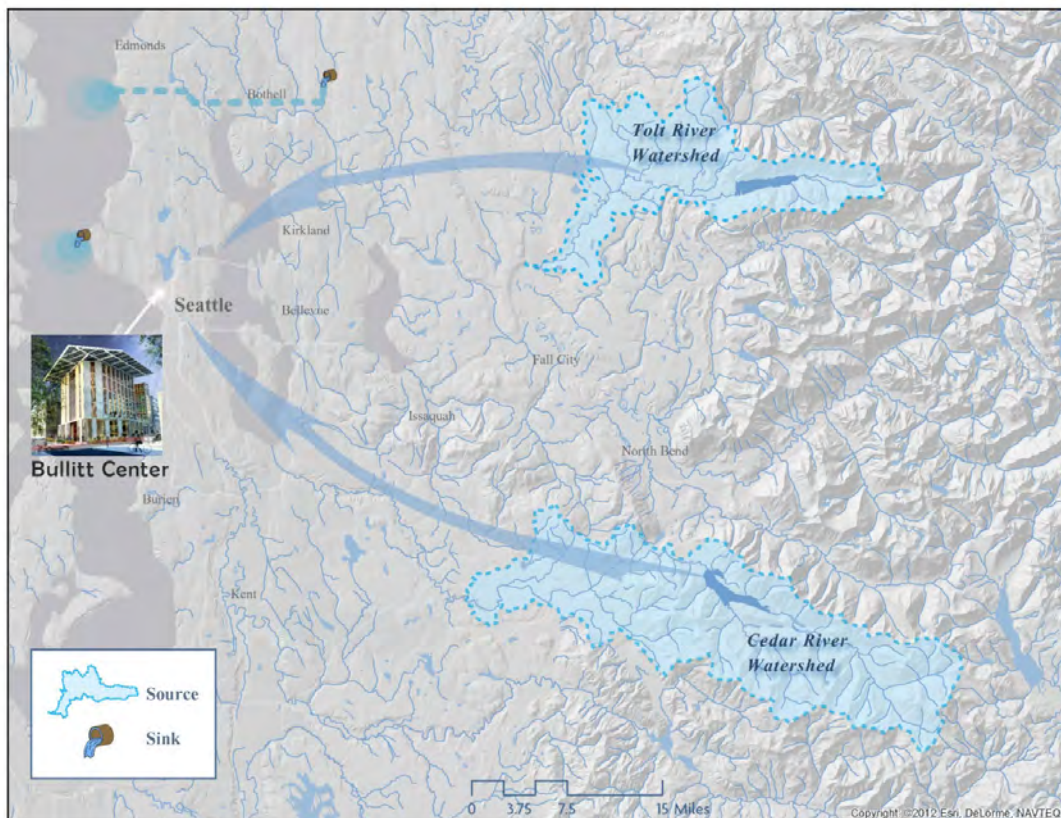 Edmonds
Bothell
Tolt River
Watershed
Kirkland
Seattle
Bellevue
Fall City
Bullitt Center
Issaquah
North Bend
Burien
Kent
Cedar River
Watershed
Source
Sink
0 3.75 7.5 15 Miles
Copyright ©2012 Esri, DeLorme, NAVTEQ